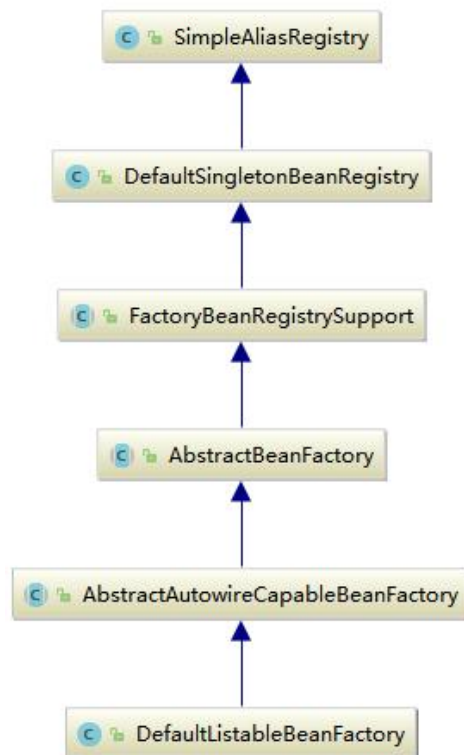 C SimpleAliasRegistry
C DefaultSingletonBeanRegistry
C FactoryBeanRegistrySupport
C AbstractBeanFactory
C AbstractAutowireCapableBeanFactory
C DefaultListableBeanFactory